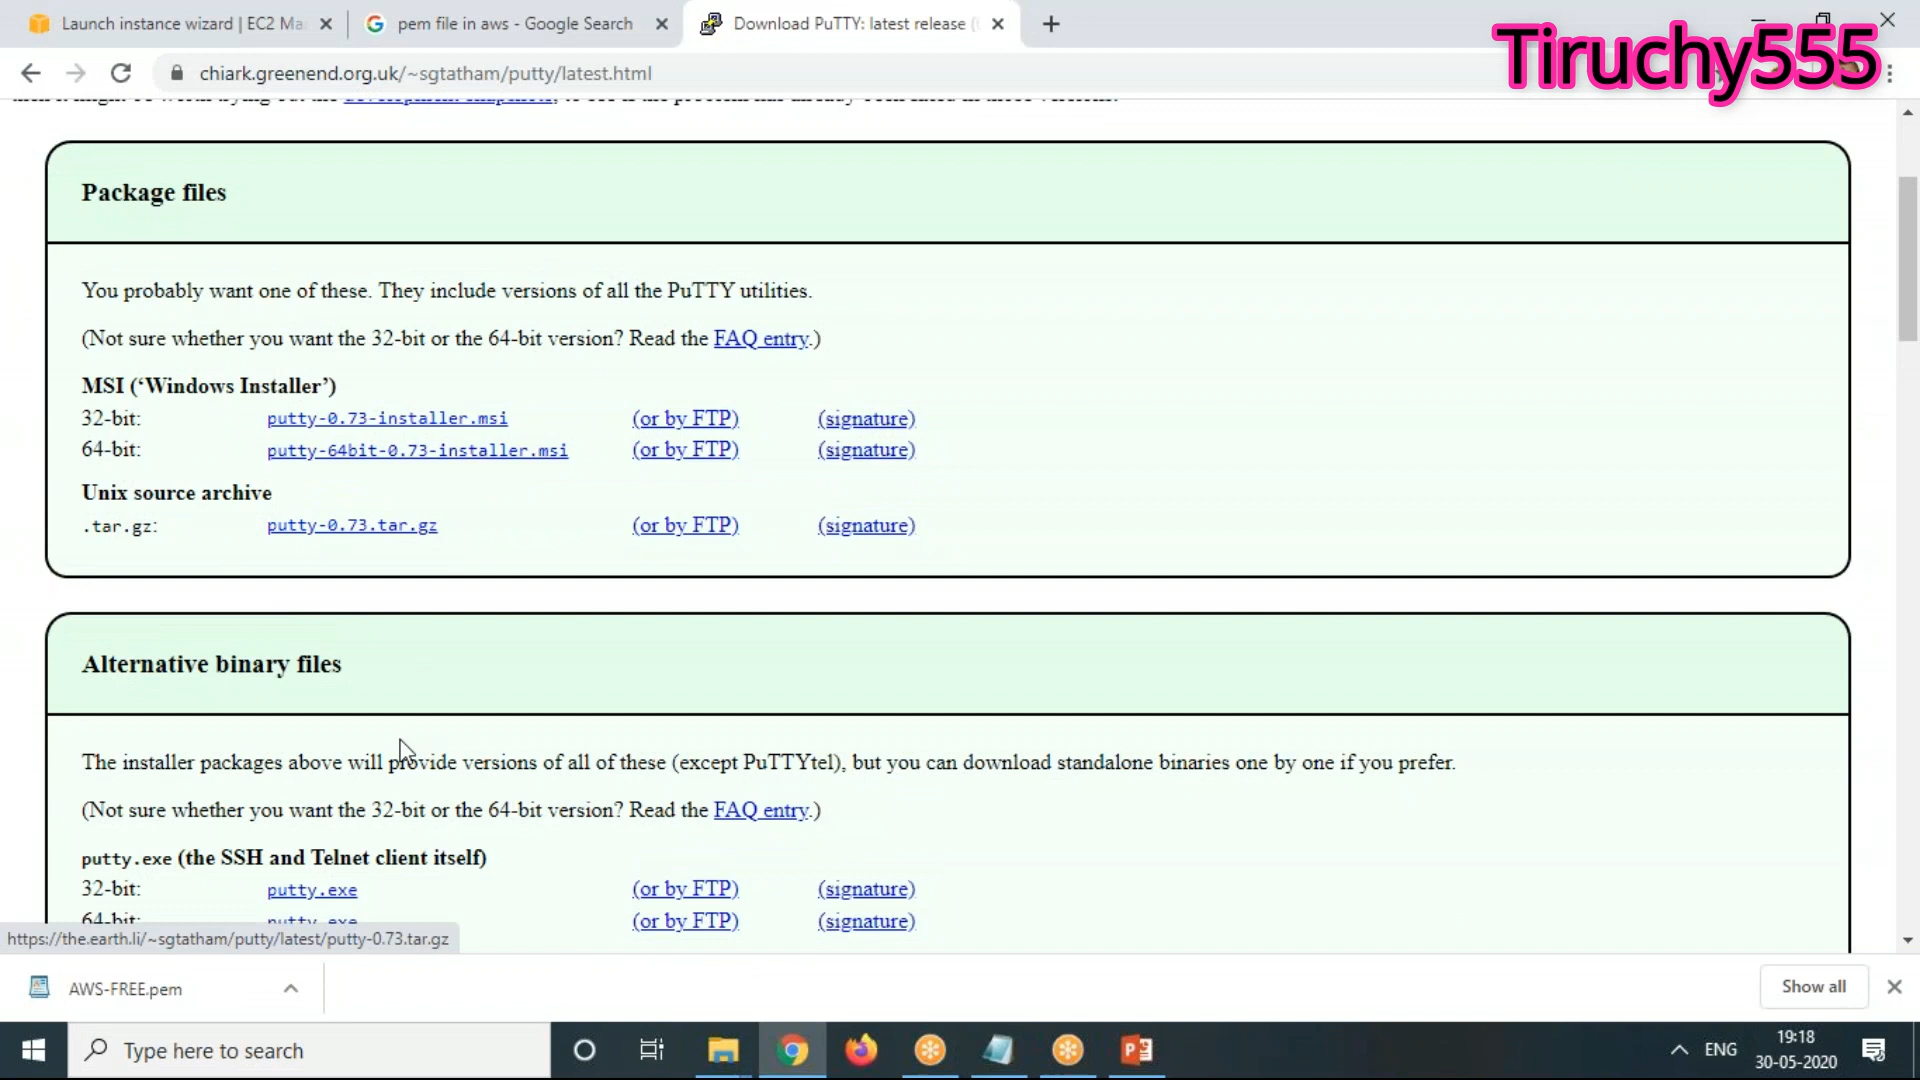 Launch instance wizard | EC2 Ma
pem file in aws - Google Search
Download PuTTY: latest release (
Tiruchy555
chiark.greenend.org.uk/~sgtatham/putty/latest.html
Package files
You probably want one of these. They include versions of all the PuTTY utilities.
(Not sure whether you want the 32-bit or the 64-bit version? Read the FAQ entry.)
MSI (‘Windows Installer’)
32-bit: putty-0.73-installer.msi (or by FTP) (signature)
64-bit: putty-64bit-0.73-installer.msi (or by FTP) (signature)
Unix source archive
.tar.gz: putty-0.73.tar.gz (or by FTP) (signature)
Alternative binary files
The installer packages above will provide versions of all of these (except PuTTYtel), but you can download standalone binaries one by one if you prefer.
(Not sure whether you want the 32-bit or the 64-bit version? Read the FAQ entry.)
putty.exe (the SSH and Telnet client itself)
32-bit: putty.exe (or by FTP) (signature)
64-bit: putty.exe (or by FTP) (signature)
https://the.earth.li/~sgtatham/putty/latest/putty-0.73.tar.gz
AWS-FREE.pem
Show all
Type here to search
ENG
19:18
30-05-2020